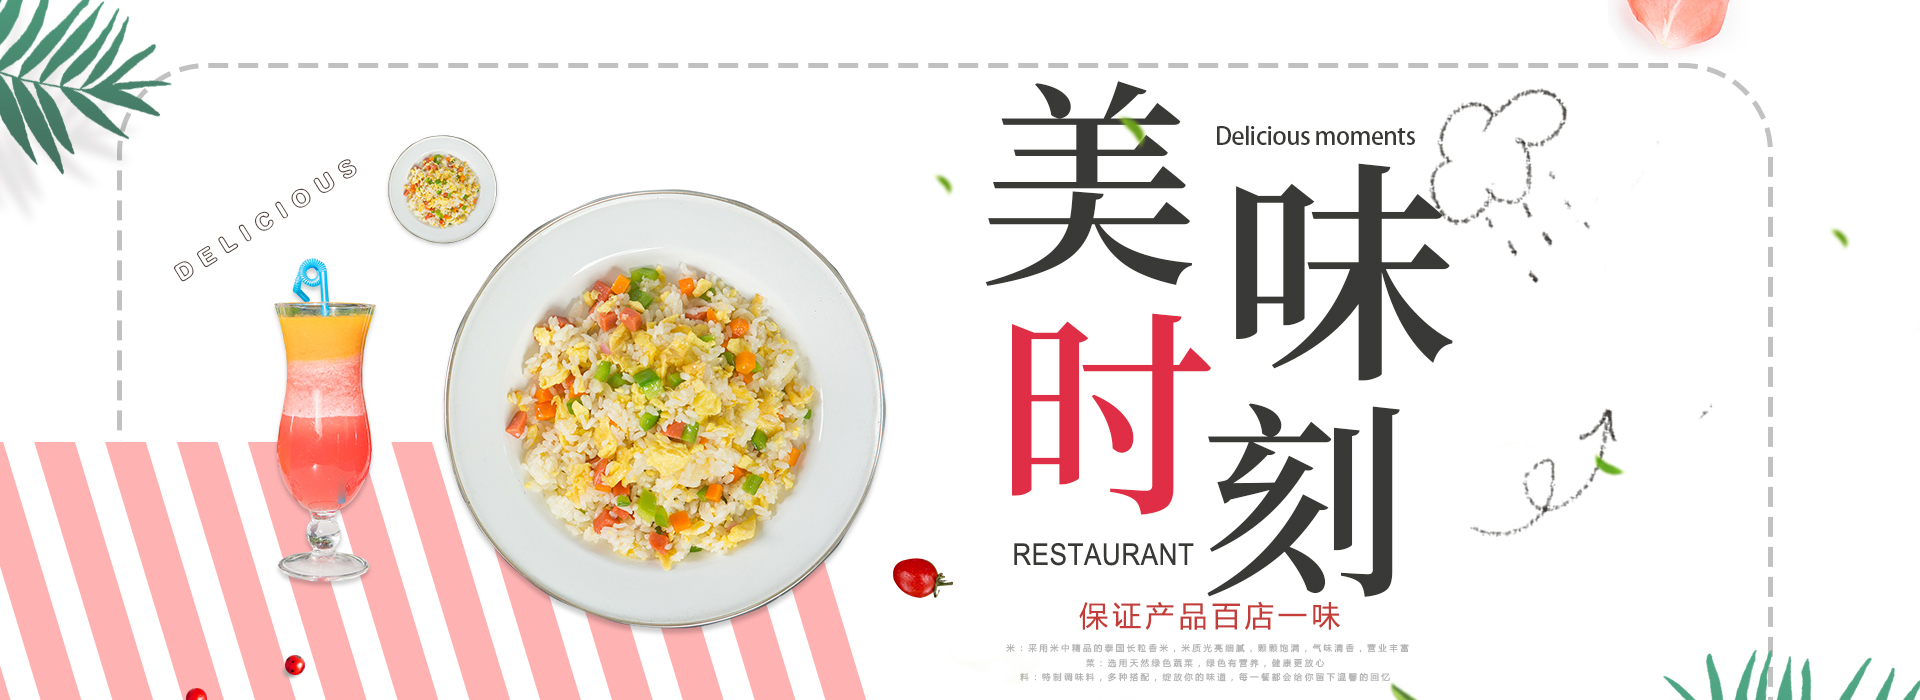 DELICIOUS
美味
Delicious moments
时刻
RESTAURANT
保证产品百店一味
米：采用米中精品的泰国长粒香米，米质光亮细腻，颗颗饱满，气味清香，营业丰富
菜：选用天然绿色蔬菜，绿色有营养，健康更放心
料：特制调味料，多种搭配，绽放你的味道，每一餐都会给你留下温馨的回忆